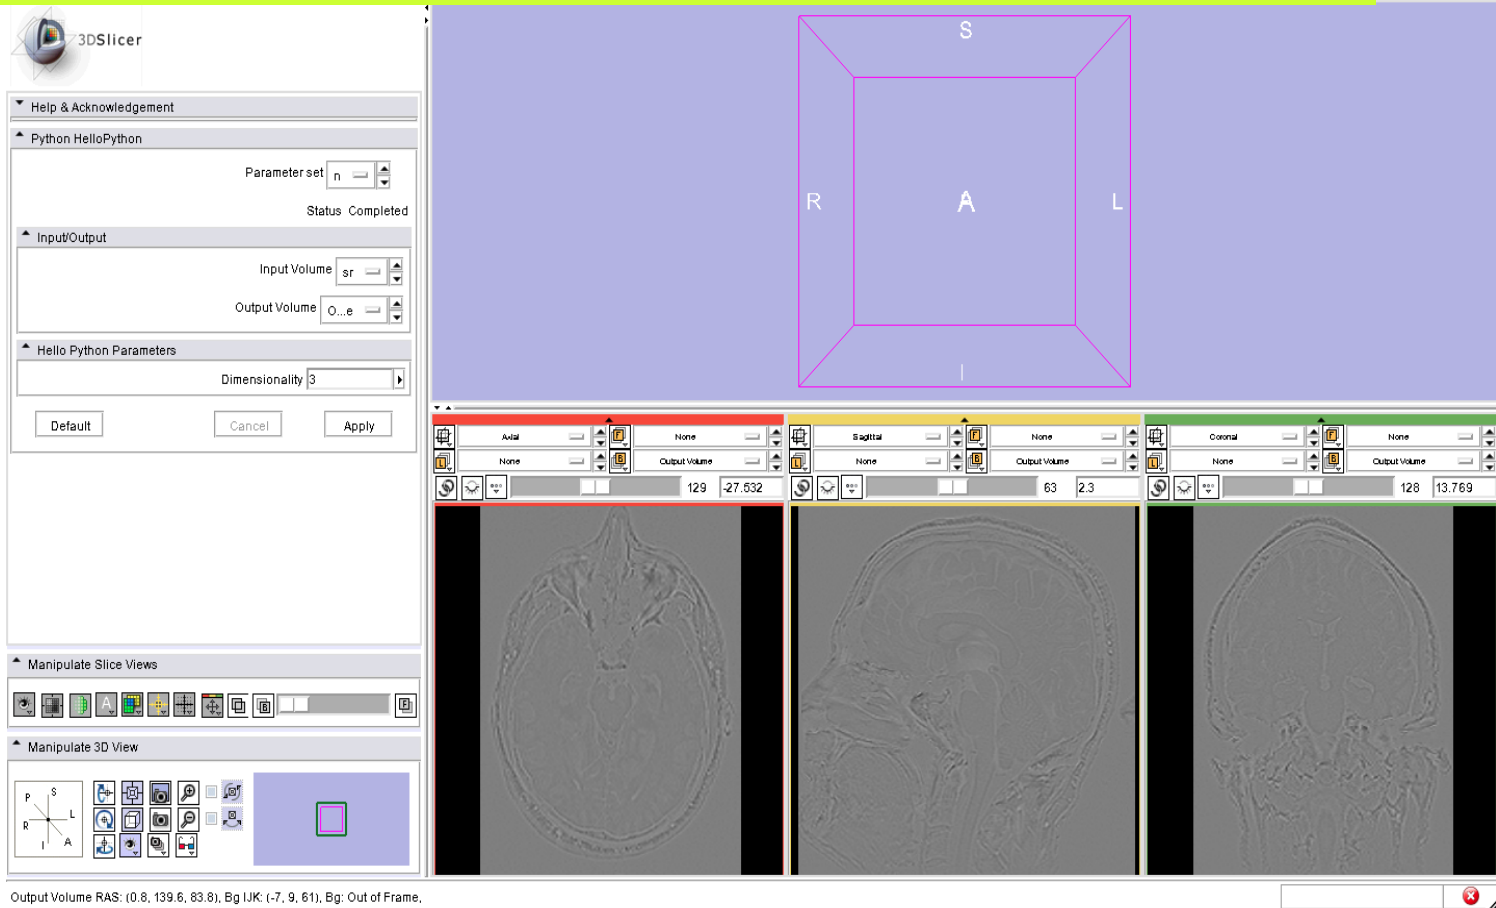 3DSlicer
Help & Acknowledgement
Python HelloPython
Parameter set n
Status Completed
Input/Output
Input Volume sr
Output Volume O...e
Hello Python Parameters
Dimensionality 3
Default Cancel Apply
Manipulate Slice Views
A B F
Manipulate 3D View
P S L R I A
S
R A L
I
Axial F None
L None B Output Volume
129 -27.532
Sagittal F None
L None B Output Volume
63 2.3
Coronal F None
L None B Output Volume
128 13.769
Output Volume RAS: (0.8, 139.6, 83.8), Bg IJK: (-7, 9, 61), Bg: Out of Frame,